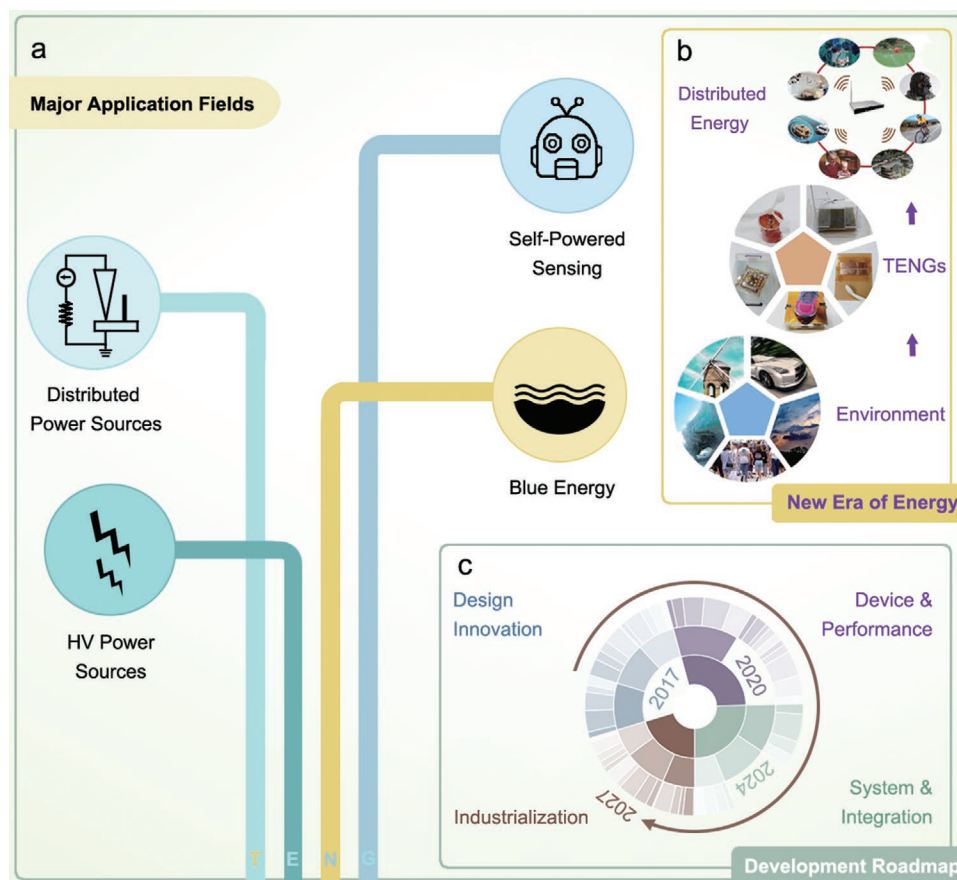 a
Major Application Fields
Self-Powered
Sensing
Distributed
Power Sources
Blue Energy
HV Power
Sources
T E N G
b
Distributed
Energy
TENGs
Environment
New Era of Energy
c
Design
Innovation
Device &
Performance
2017
2020
2024
2027
Industrialization
System &
Integration
Development Roadmap